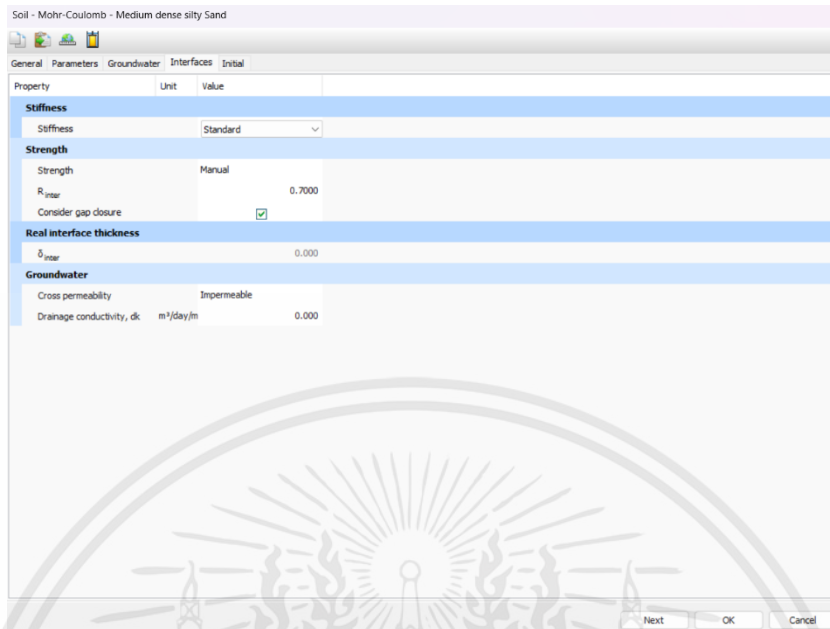 Soil - Mohr-Coulomb - Medium dense silty Sand
General Parameters Groundwater Interfaces Initial
Property Unit Value
Stiffness
Stiffness Standard
Strength
Strength Manual
R inter 0.7000
Consider gap closure
Real interface thickness
δ inter 0.000
Groundwater
Cross permeability Impermeable
Drainage conductivity, dk m³/day/m 0.000
Next OK Cancel